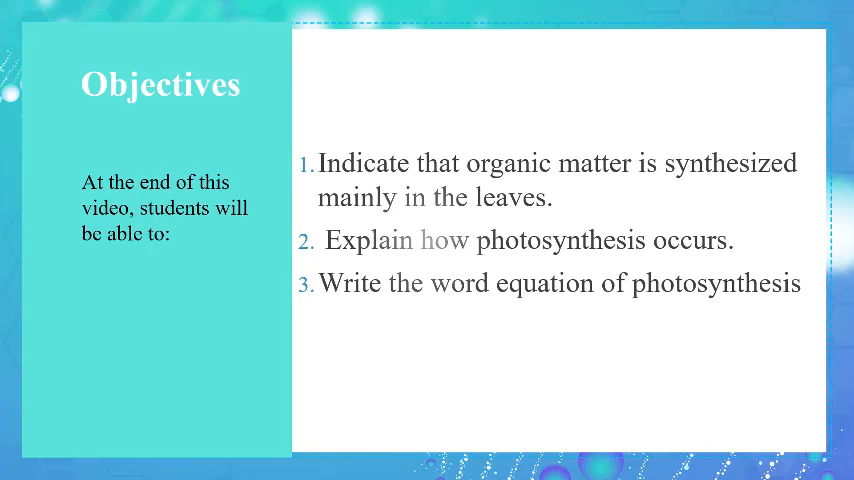 Objectives
At the end of this
video, students will
be able to:
1. Indicate that organic matter is synthesized
mainly in the leaves.
2. Explain how photosynthesis occurs.
3. Write the word equation of photosynthesis